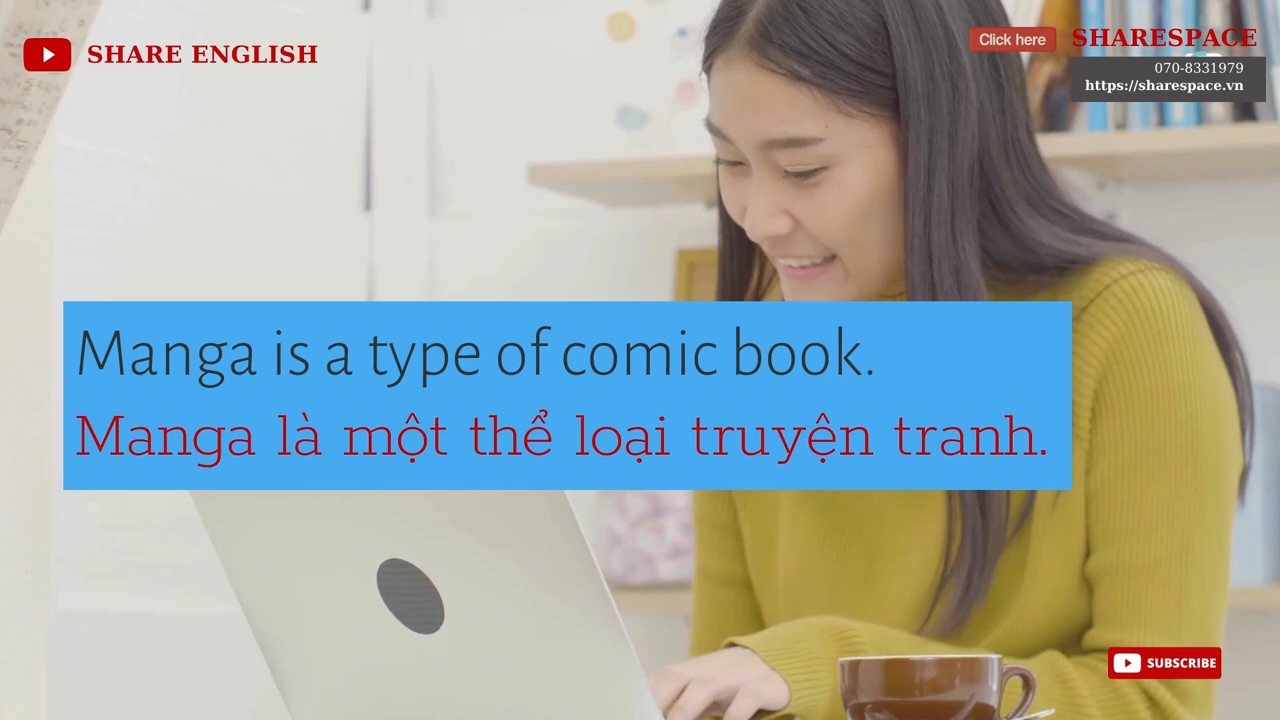 SHARE ENGLISH
Click here
SHARESPACE
070-8331979
https://sharespace.vn
Manga is a type of comic book.
Manga là một thể loại truyện tranh.
SUBSCRIBE